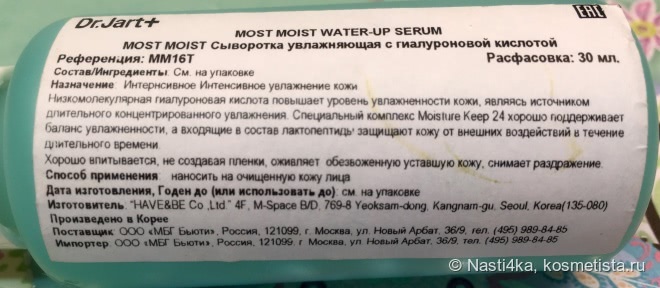 Dr.Jart+
MOST MOIST WATER-UP SERUM
EAC
MOST MOIST Сыворотка увлажняющая с гиалуроновой кислотой
Референция: MM16T Расфасовка: 30 мл.
Состав/Ингредиенты: См. на упаковке
Назначение: Интернсивное Интенсивное увлажнение кожи
Низкомолекулярная гиалуроновая кислота повышает уровень увлажненности кожи, являясь источником
длительного концентрированного увлажнения. Специальный комплекс Moisture Keep 24 хорошо поддерживает
баланс увлажненности, а входящие в состав лактопептиды защищают кожу от внешних воздействий в течение
длительного времени.
Хорошо впитывается, не создавая пленки, оживляет обезвоженную уставшую кожу, снимает раздражение.
Способ применения: наносить на очищенную кожу лица
Дата изготовления, Годен до (или использовать до): см. на упаковке
Изготовитель: "HAVE&BE Co.,Ltd." 4F, M-Space B/D, 769-8 Yeoksam-dong, Kangnam-gu, Seoul, Korea(135-080)
Произведено в Корее
Поставщик: ООО «МБГ Бьюти», Россия, 121099, г. Москва, ул. Новый Арбат, 36/9, тел. (495) 989-84-85
Импортер: ООО «МБГ Бьюти», Россия, 121099, г. Москва, ул. Новый Арбат, 36/9, тел. (495) 989-84-85
© Nasti4ka, kosmetista.ru